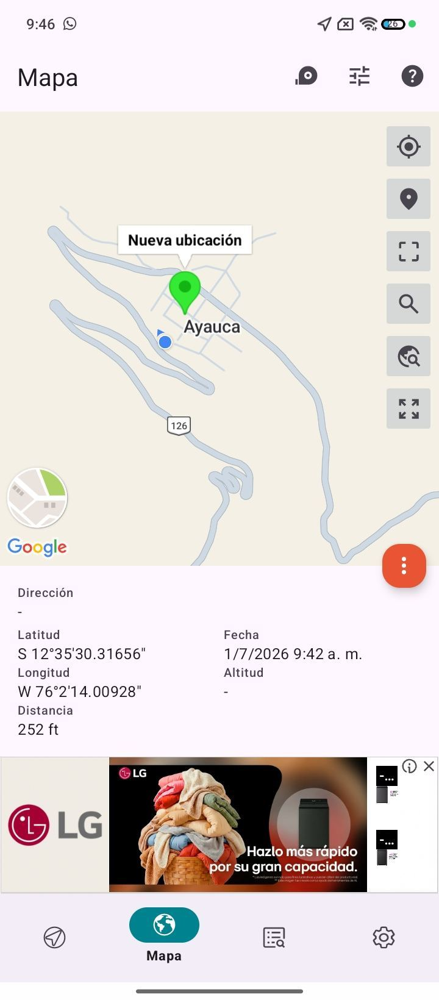 9:46
26
Mapa
Nueva ubicación
Ayauca
126
Google
Dirección
-
Latitud
S 12°35'30.31656"
Fecha
1/7/2026 9:42 a. m.
Longitud
W 76°2'14.00928"
Altitud
-
Distancia
252 ft
LG
LG
Hazlo más rápido
por su gran capacidad.
-...
-...
Mapa